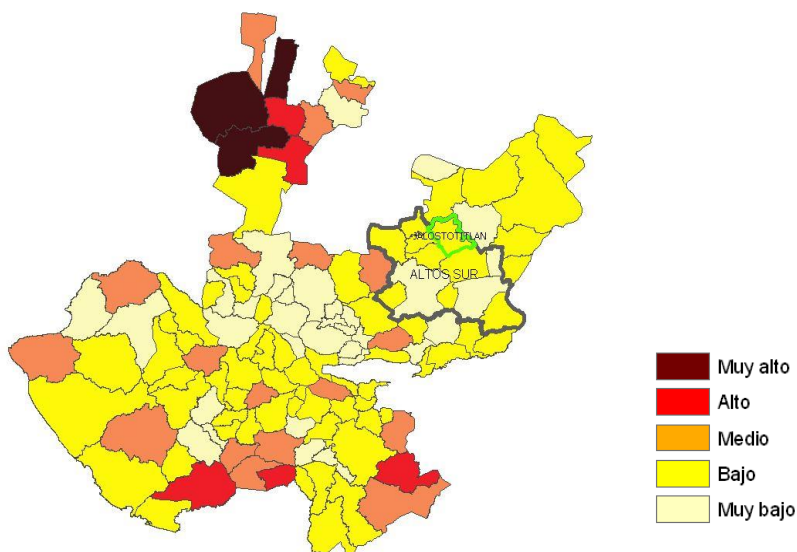 JALOSTOTITLAN
ALTOS SUR
Muy alto
Alto
Medio
Bajo
Muy bajo